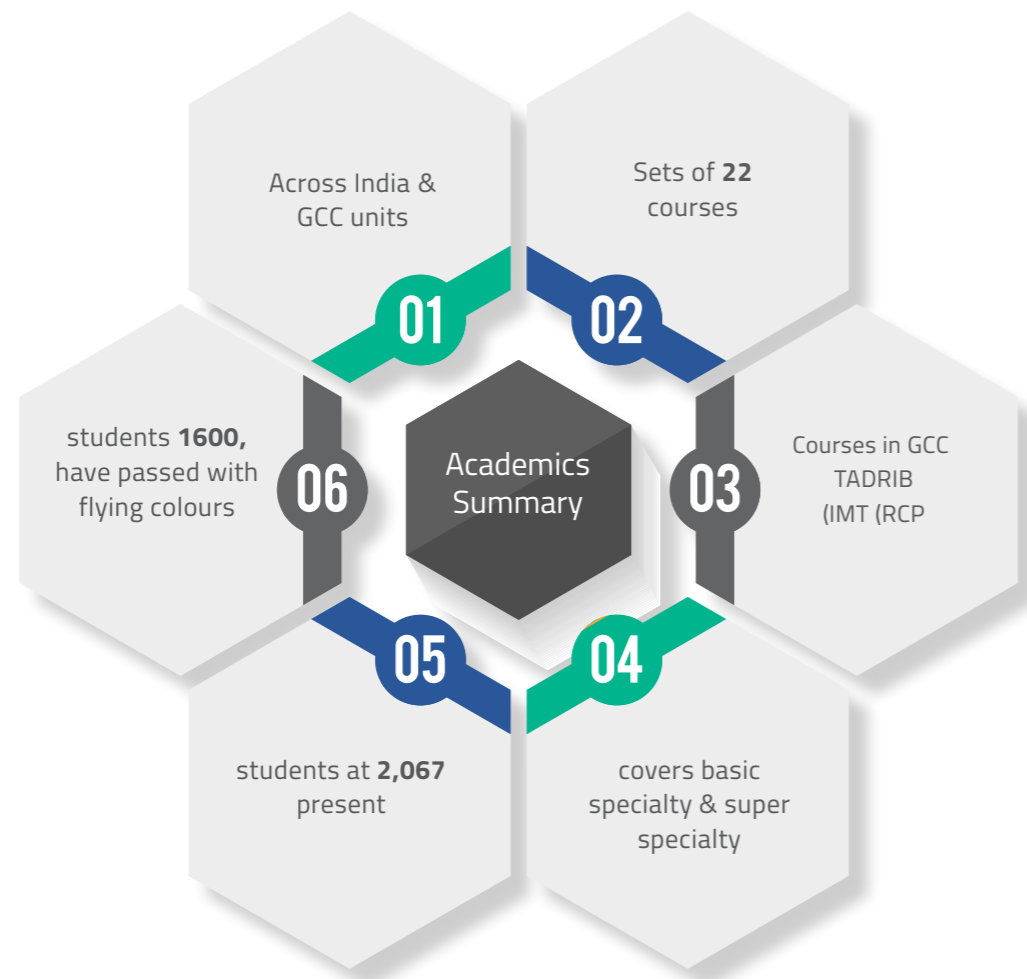 Academics
Summary
01
Across India &
GCC units
02
Sets of 22
courses
03
Courses in GCC
TADRIB
(IMT (RCP
04
covers basic
specialty & super
specialty
05
students at 2,067
present
06
students 1600,
have passed with
flying colours